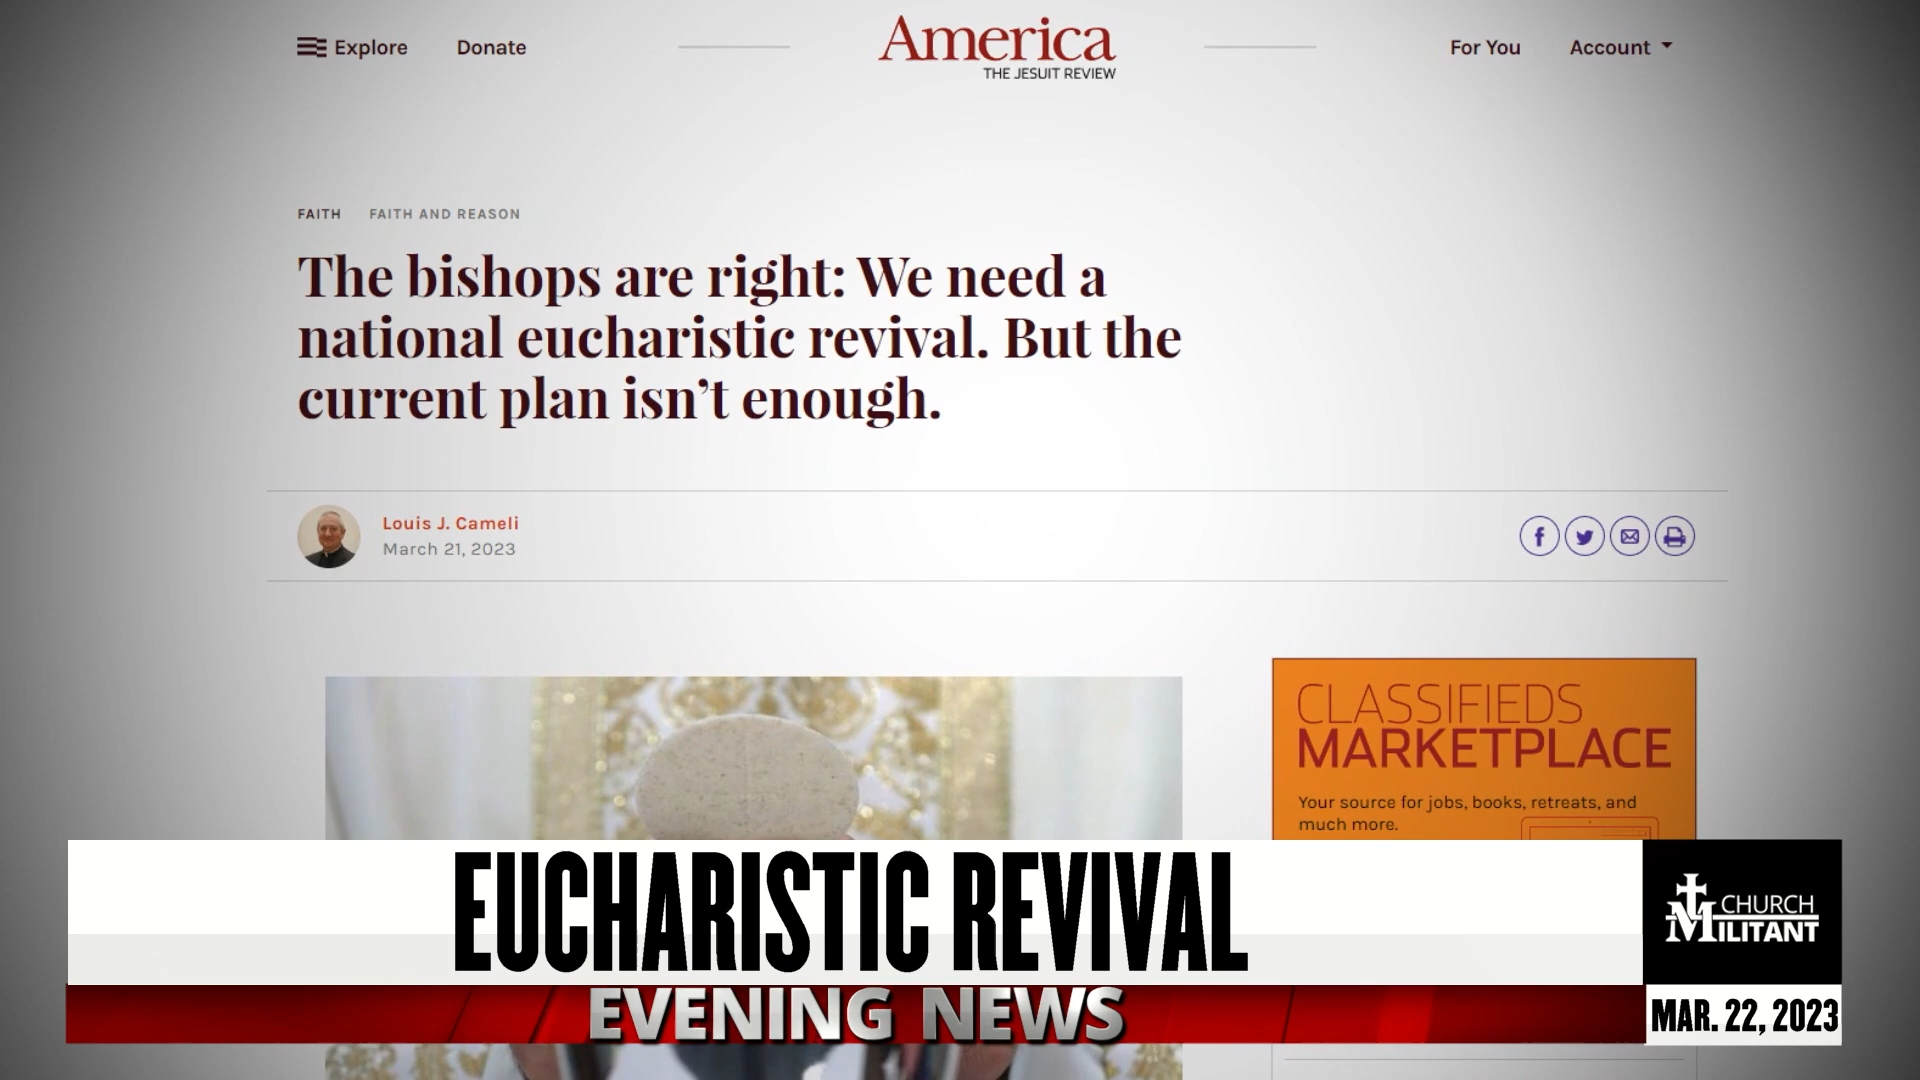 Explore
Donate
America
THE JESUIT REVIEW
For You
Account
FAITH
FAITH AND REASON
The bishops are right: We need a
national eucharistic revival. But the
current plan isn’t enough.
Louis J. Cameli
March 21, 2023
CLASSIFIEDS
MARKETPLACE
Your source for jobs, books, retreats, and
much more.
EUCHARISTIC REVIVAL
CHURCH
MILITANT
EVENING NEWS
MAR. 22, 2023